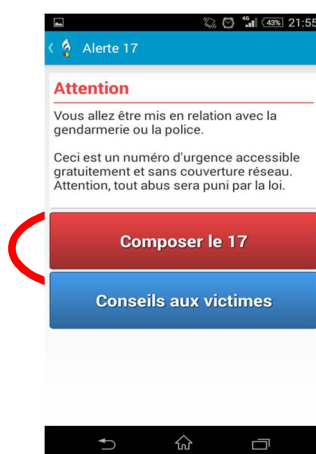 46 43% 21:55
Alerte 17
Attention
Vous allez être mis en relation avec la
gendarmerie ou la police.
Ceci est un numéro d'urgence accessible
gratuitement et sans couverture réseau.
Attention, tout abus sera puni par la loi.
Composer le 17
Conseils aux victimes